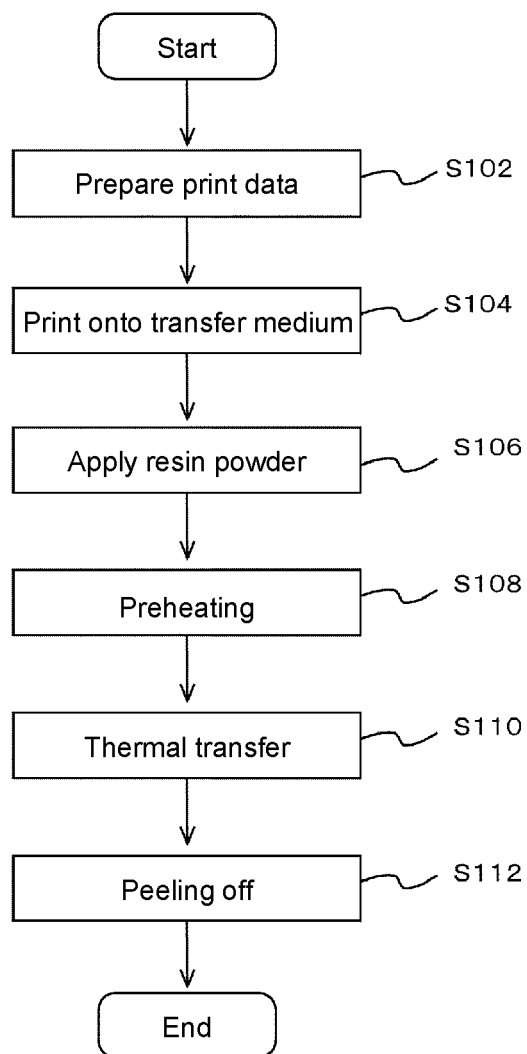 Start
Prepare print data
S102
Print onto transfer medium
S104
Apply resin powder
S106
Preheating
S108
Thermal transfer
S110
Peeling off
S112
End